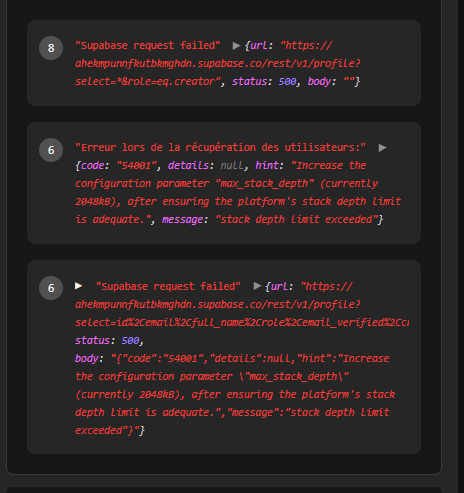 8
"Supabase request failed" ▶ {url: "https://
ahekmpunnfkutbkmghdn.supabase.co/rest/v1/profile?
select=*&role=eq.creator", status: 500, body: ""}
6
"Erreur lors de la récupération des utilisateurs:" ▶
{code: "54001", details: null, hint: "Increase the
configuration parameter "max_stack_depth" (currently
2048kB), after ensuring the platform's stack depth limit
is adequate.", message: "stack depth limit exceeded"}
6
▶ "Supabase request failed" ▶ {url: "https://
ahekmpunnfkutbkmghdn.supabase.co/rest/v1/profile?
select=id%2Cemail%2Cfull_name%2Crole%2Cemail_verified%2Ccr
status: 500,
body: "{"code":"54001","details":null,"hint":"Increase
the configuration parameter \"max_stack_depth\"
(currently 2048kB), after ensuring the platform's stack
depth limit is adequate.","message":"stack depth limit
exceeded"}"}